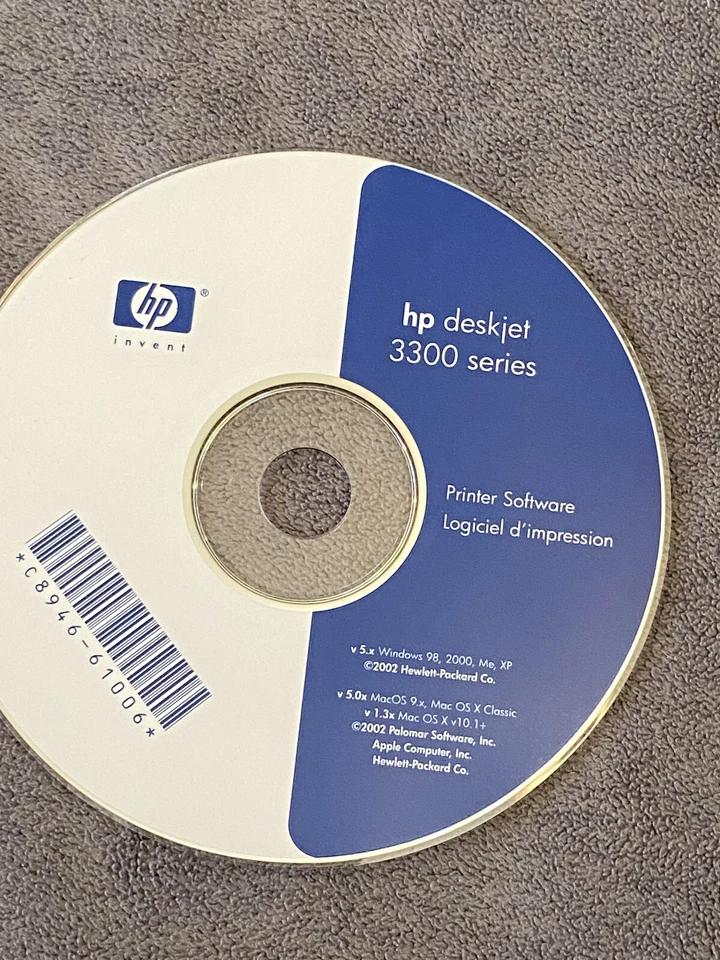 hp ®
invent
hp deskjet
3300 series
Printer Software
Logiciel d'impression
v 5.x Windows 98, 2000, Me, XP
©2002 Hewlett-Packard Co.
v 5.0x MacOS 9.x, Mac OS X Classic
v 1.3x Mac OS X v10.1+
©2002 Palomar Software, Inc.
Apple Computer, Inc.
Hewlett-Packard Co.
*C8946-61006*